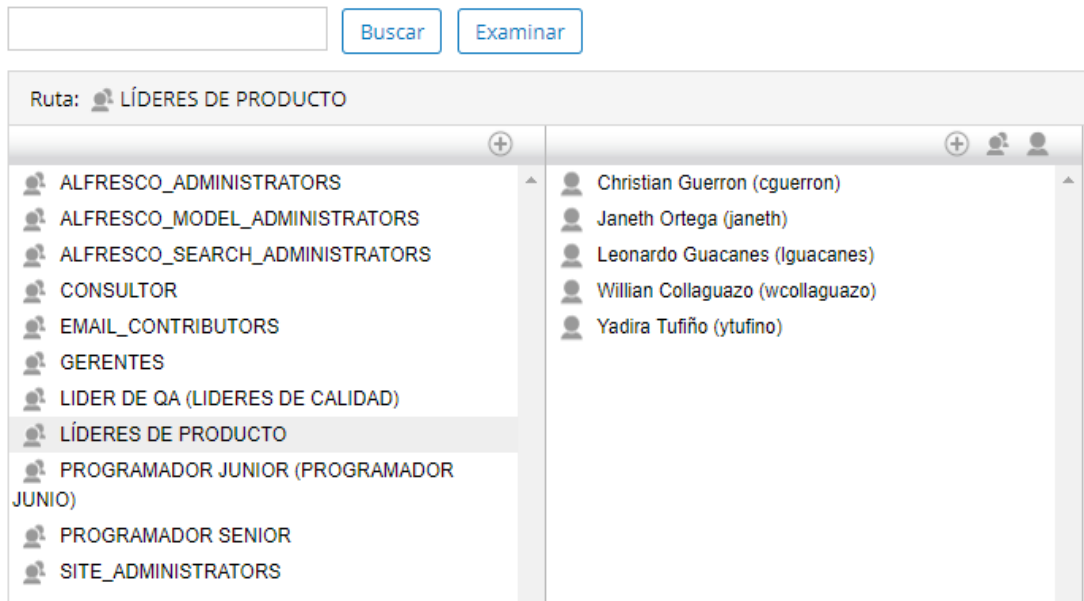 Buscar Examinar
Ruta: LÍDERES DE PRODUCTO
ALFRESCO_ADMINISTRATORS
ALFRESCO_MODEL_ADMINISTRATORS
ALFRESCO_SEARCH_ADMINISTRATORS
CONSULTOR
EMAIL_CONTRIBUTORS
GERENTES
LIDER DE QA (LIDERES DE CALIDAD)
LÍDERES DE PRODUCTO
PROGRAMADOR JUNIOR (PROGRAMADOR
JUNIO)
PROGRAMADOR SENIOR
SITE_ADMINISTRATORS
Christian Guerron (cguerron)
Janeth Ortega (janeth)
Leonardo Guacanes (lguacanes)
Willian Collaguazo (wcollaguazo)
Yadira Tufiño (ytufino)